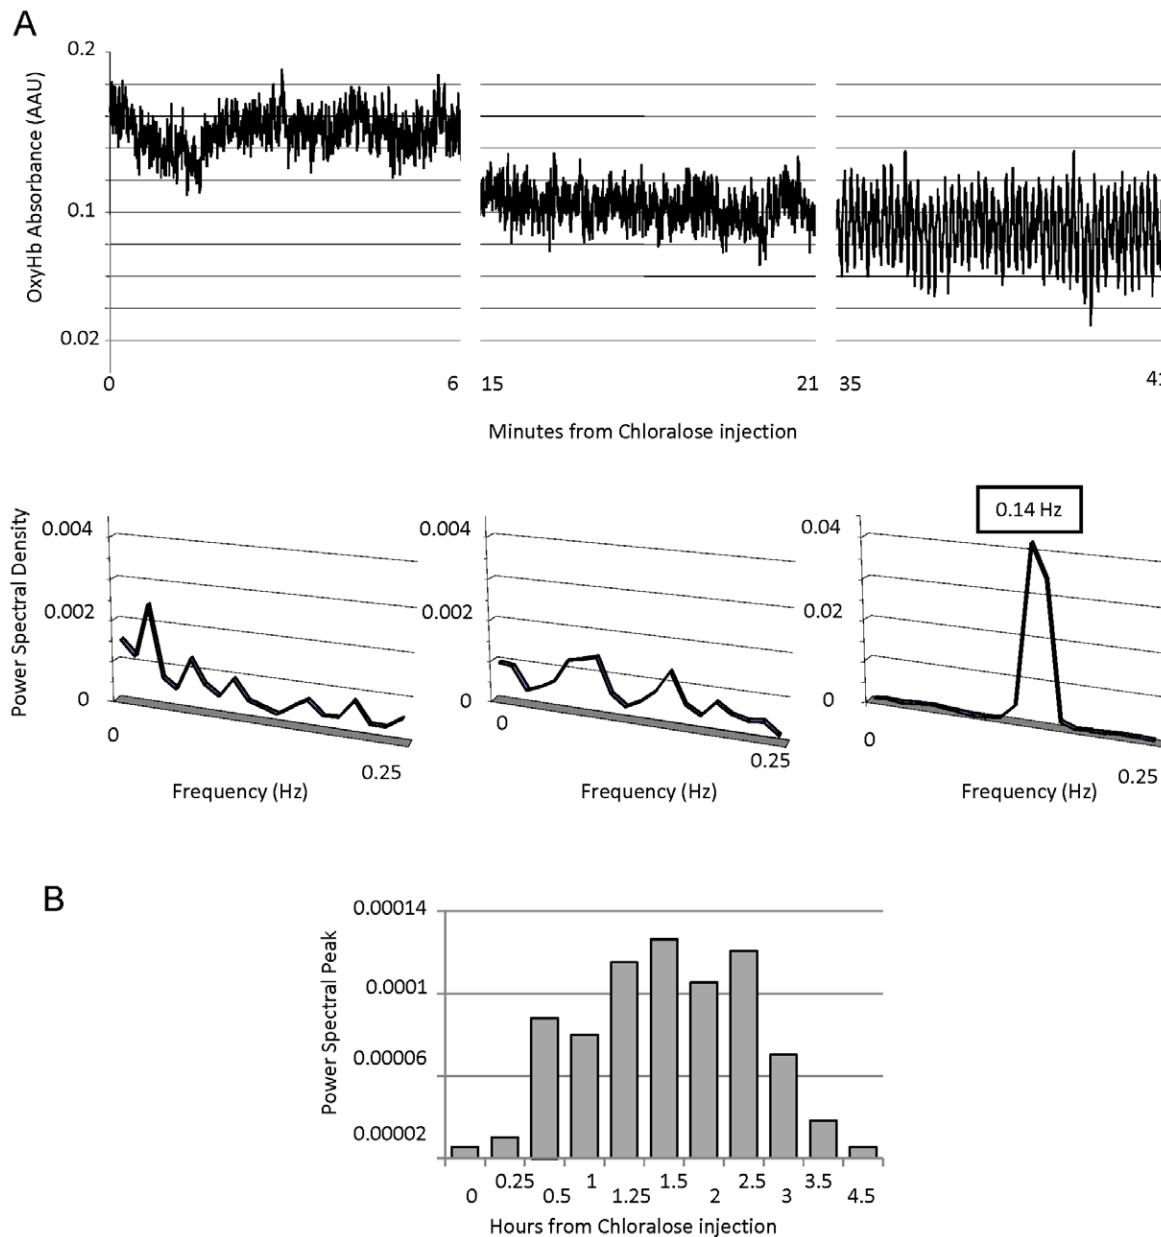 A
OxyHb Absorbance (AAU)
0.2
0.1
0.02
0 6 15 21 35 41
Minutes from Chloralose injection
Power Spectral Density
0.004
0.002
0
0
0.25
Frequency (Hz)
0.004
0.002
0
0
0.25
Frequency (Hz)
0.14 Hz
0.04
0.02
0
0
0.25
Frequency (Hz)
B
Power Spectral Peak
0.00014
0.0001
0.00006
0.00002
0 0.25 0.5 1 1.25 1.5 2 2.5 3 3.5 4.5
Hours from Chloralose injection